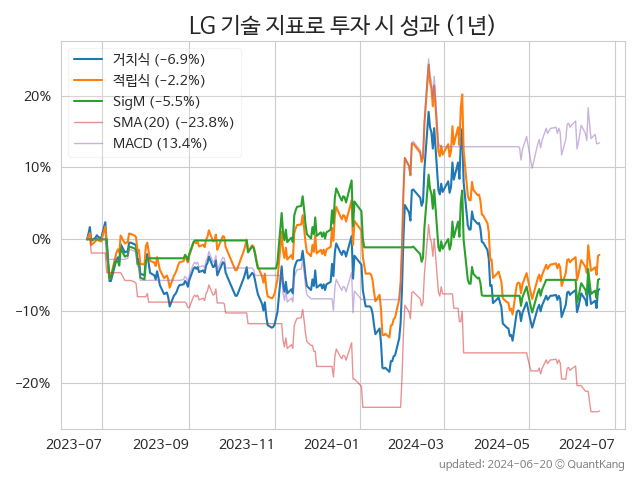 LG 기술 지표로 투자 시 성과 (1년)
거치식 (−6.9%)
적립식 (−2.2%)
SigM (−5.5%)
SMA(20) (−23.8%)
MACD (13.4%)
20%
10%
0%
−10%
−20%
2023-07 2023-09 2023-11 2024-01 2024-03 2024-05 2024-07
updated: 2024-06-20 © QuantKang